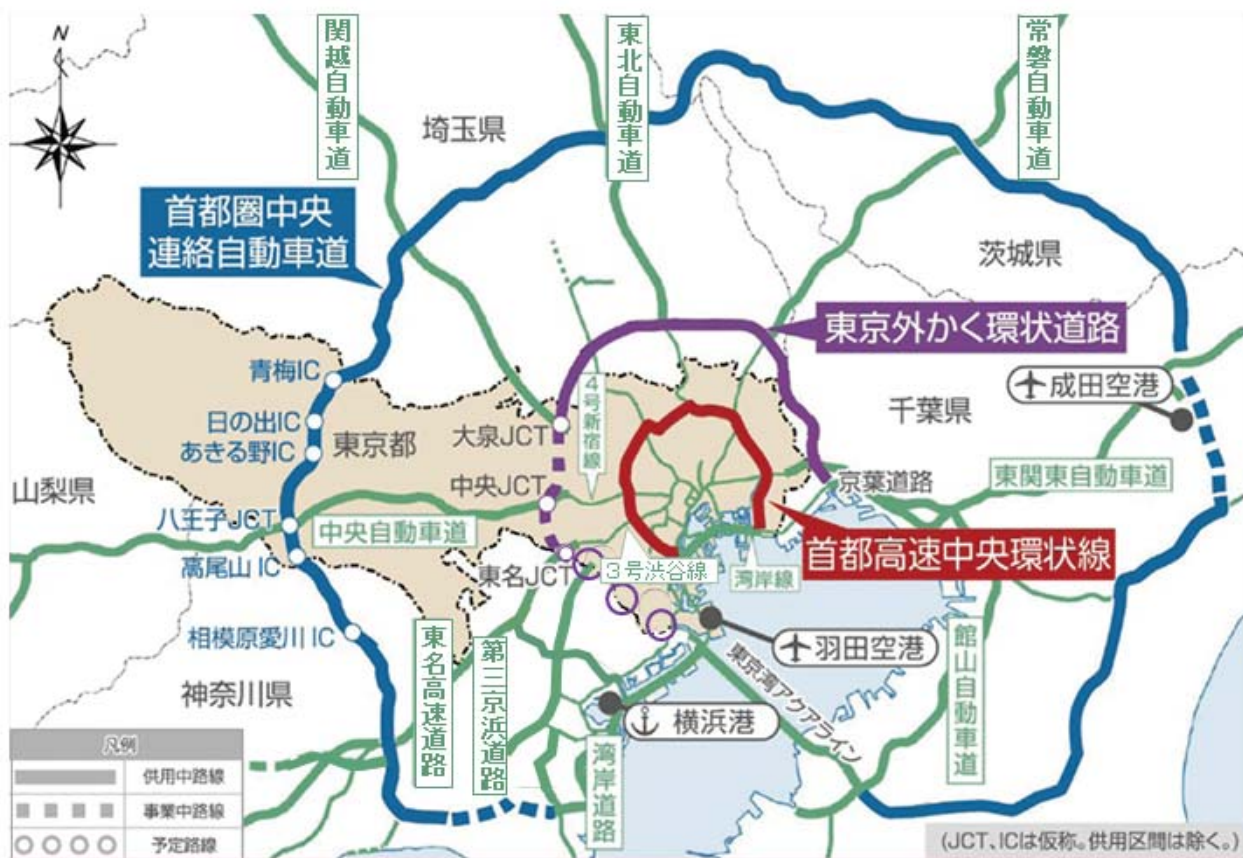 N
関越自動車道
東北自動車道
常磐自動車道
埼玉県
首都圏中央
連絡自動車道
茨城県
東京外かく環状道路
青梅IC
成田空港
4号新宿線
千葉県
日の出IC
大泉JCT
あきる野IC
東京都
山梨県
中央JCT
京葉道路
東関東自動車道
八王子JCT
中央自動車道
首都高速中央環状線
高尾山IC
東名JCT
3号渋谷線
湾岸線
相模原愛川IC
羽田空港
東名高速道路
第三京浜道路
館山自動車道
神奈川県
東京湾アクアライン
横浜港
湾岸道路
凡例
供用中路線
事業中路線
予定路線
(JCT、ICは仮称。供用区間は除く。)